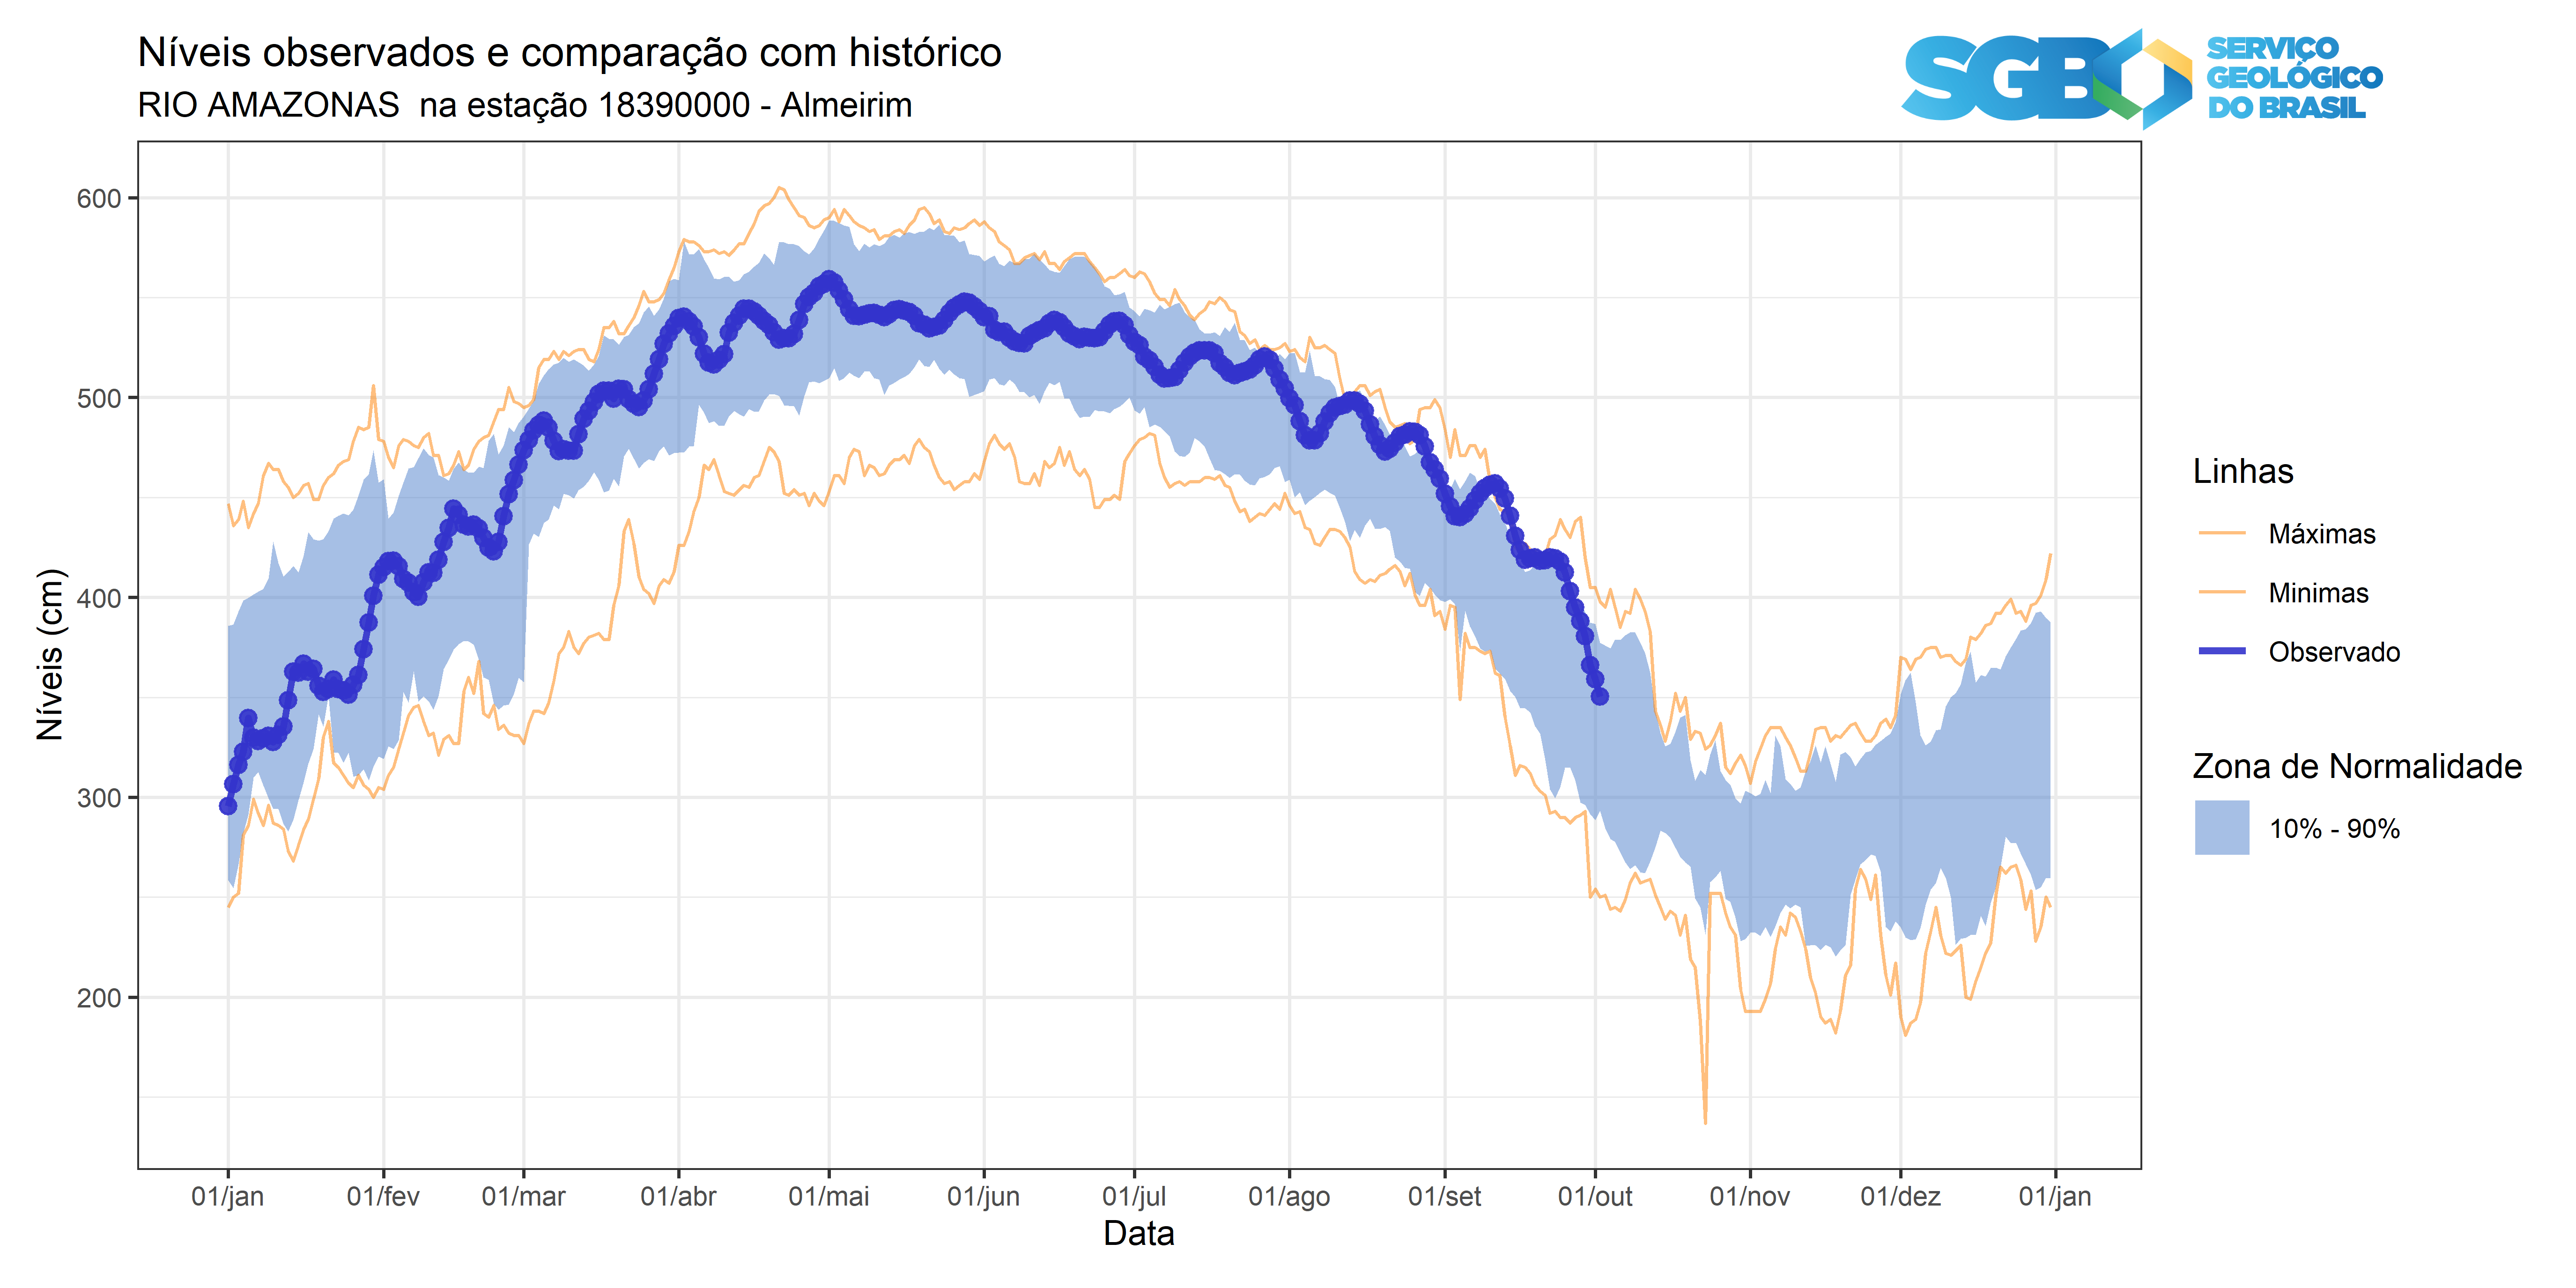 Níveis observados e comparação com histórico
RIO AMAZONAS  na estação 18390000 - Almeirim
SGB
SERVIÇO
GEOLÓGICO
DO BRASIL
600
500
400
300
200
Níveis (cm)
01/jan
01/fev
01/mar
01/abr
01/mai
01/jun
01/jul
01/ago
01/set
01/out
01/nov
01/dez
01/jan
Data
Linhas
Máximas
Minimas
Observado
Zona de Normalidade
10% - 90%